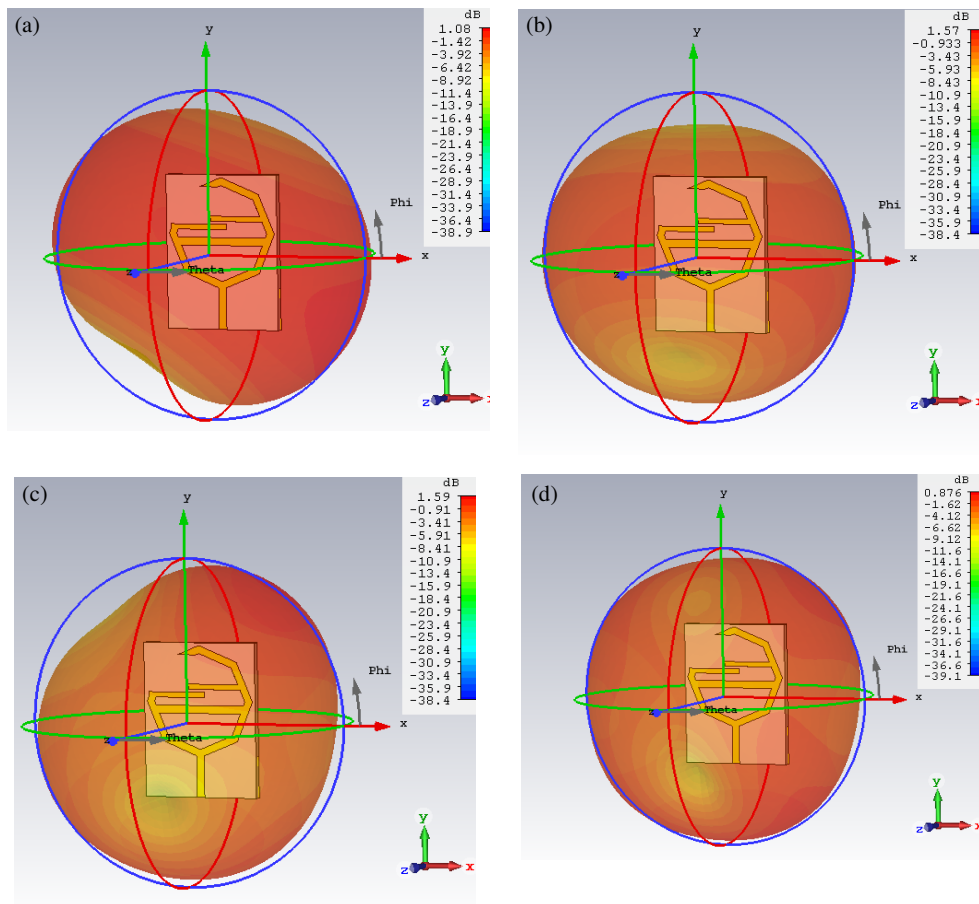 (a)
dB
1.08
-1.42
-3.92
-6.42
-8.92
-11.4
-13.9
-16.4
-18.9
-21.4
-23.9
-26.4
-28.9
-31.4
-33.9
-36.4
-38.9
y
Phi
x
z
Theta
y
z
x
(b)
dB
1.57
-0.933
-3.43
-5.93
-8.43
-10.9
-13.4
-15.9
-18.4
-20.9
-23.4
-25.9
-28.4
-30.9
-33.4
-35.9
-38.4
y
Phi
x
z
Theta
y
z
x
(c)
dB
1.59
-0.91
-3.41
-5.91
-8.41
-10.9
-13.4
-15.9
-18.4
-20.9
-23.4
-25.9
-28.4
-30.9
-33.4
-35.9
-38.4
y
Phi
x
z
Theta
y
z
x
(d)
dB
0.876
-1.62
-4.12
-6.62
-9.12
-11.6
-14.1
-16.6
-19.1
-21.6
-24.1
-26.6
-29.1
-31.6
-34.1
-36.6
-39.1
y
Phi
x
z
Theta
y
z
x